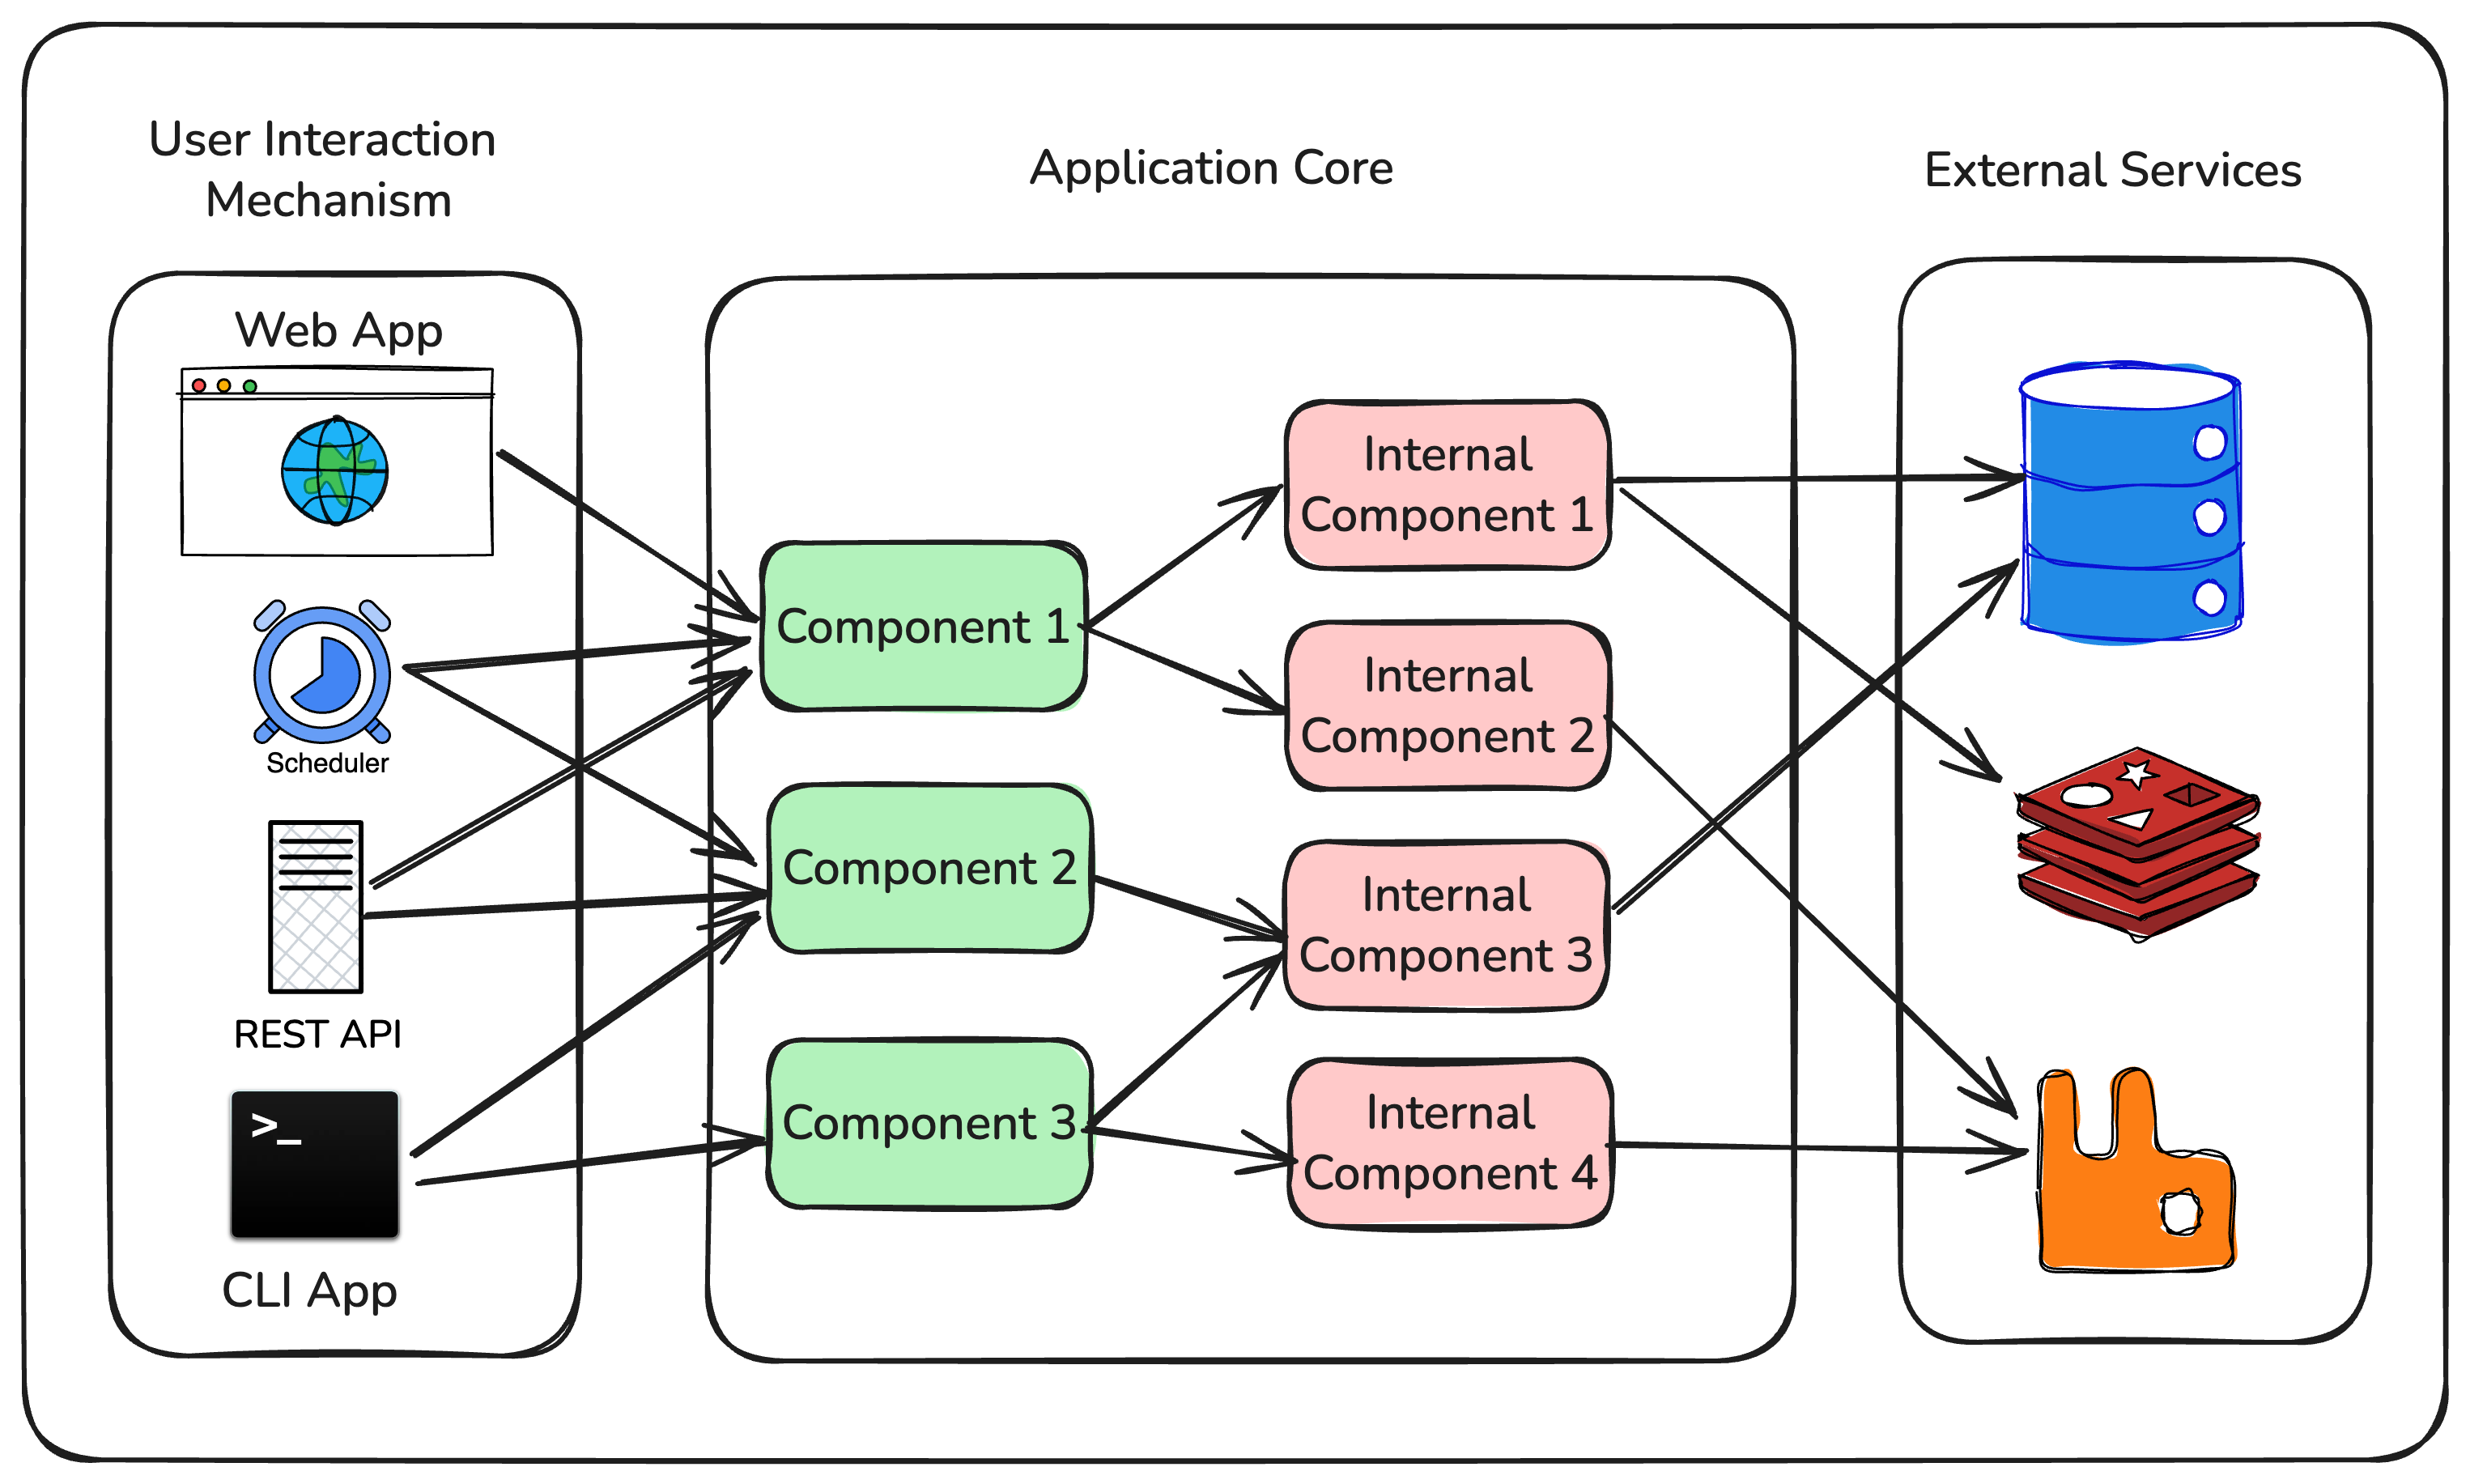 User Interaction
Mechanism
Application Core
External Services
Web App
Scheduler
REST API
>_
CLI App
Component 1
Component 2
Component 3
Internal
Component 1
Internal
Component 2
Internal
Component 3
Internal
Component 4